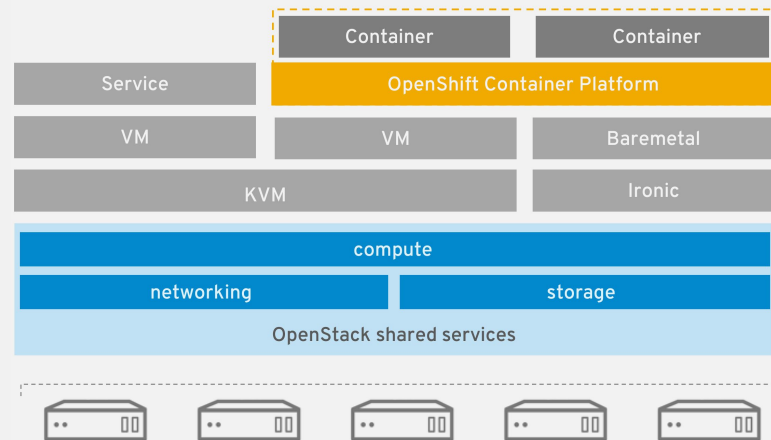 Container
Container
Service
OpenShift Container Platform
VM
VM
Baremetal
KVM
Ironic
compute
networking
storage
OpenStack shared services